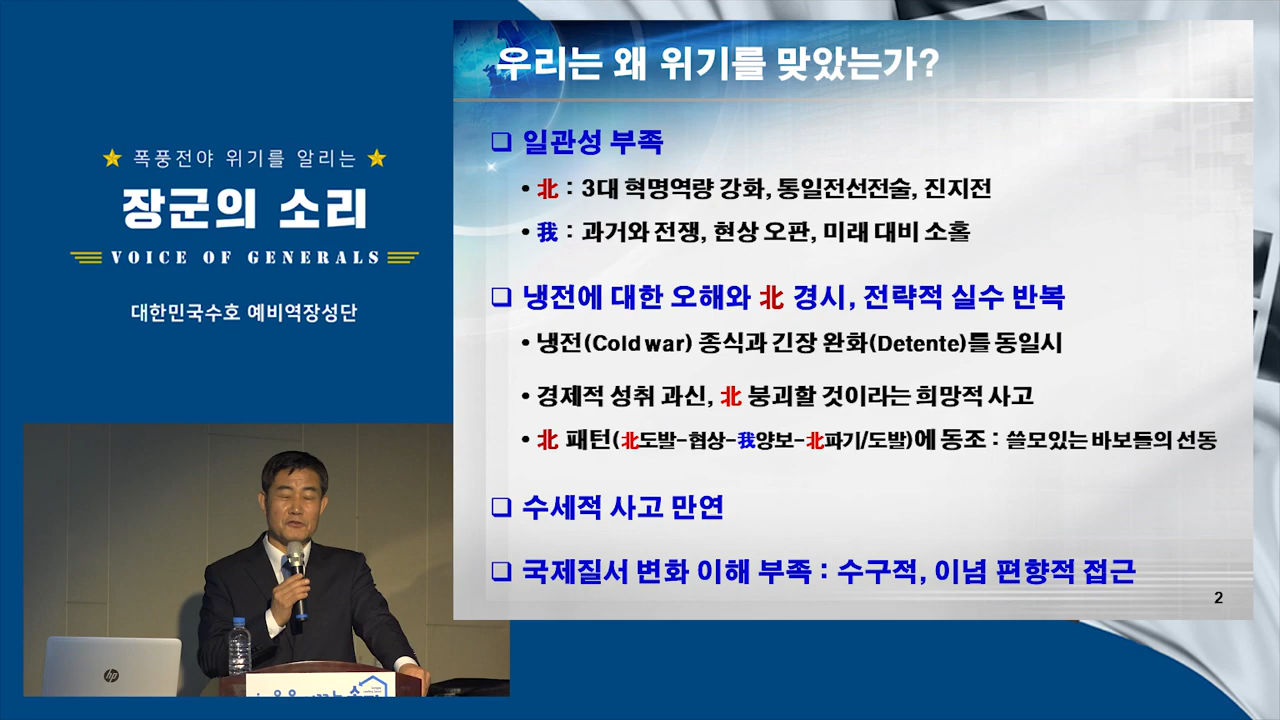 폭풍전야 위기를 알리는
장군의 소리
VOICE OF GENERALS
대한민국수호 예비역장성단
우리는 왜 위기를 맞았는가?
❏ 일관성 부족
• 北 : 3대 혁명역량 강화, 통일전선전술, 진지전
• 我 : 과거와 전쟁, 현상 오판, 미래 대비 소홀
❏ 냉전에 대한 오해와 北 경시, 전략적 실수 반복
• 냉전(Cold war) 종식과 긴장 완화(Detente)를 동일시
• 경제적 성취 과신, 北 붕괴할 것이라는 희망적 사고
• 北 패턴(北도발-협상-我양보-北파기/도발)에 동조 : 쓸모있는 바보들의 선동
❏ 수세적 사고 만연
❏ 국제질서 변화 이해 부족 : 수구적, 이념 편향적 접근
2
hp